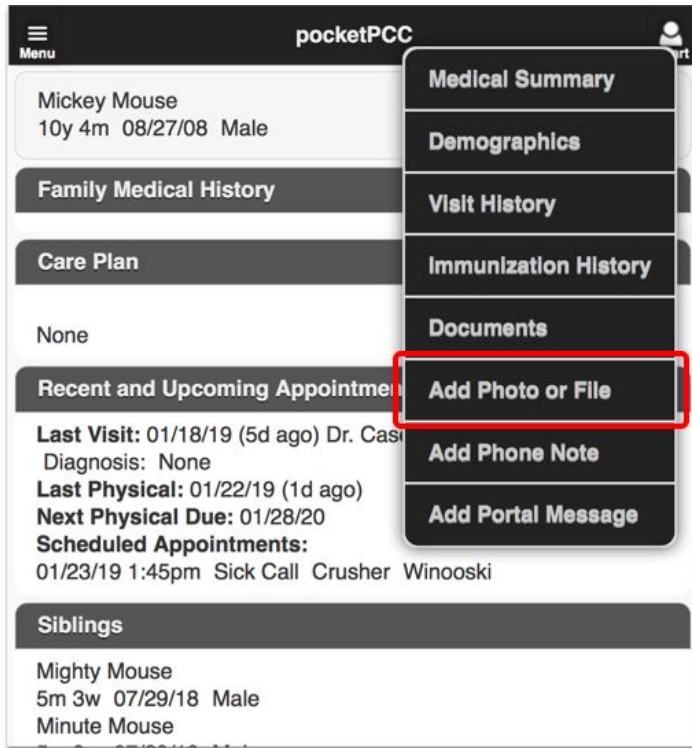 pocketPCC
Menu
Mickey Mouse
10y 4m 08/27/08 Male
Family Medical History
Care Plan
None
Recent and Upcoming
Last Visit: 01/18/19 (5d ago) Dr.
Diagnosis: None
Last Physical: 01/22/19 (1d ago)
Next Physical Due: 01/28/20
Scheduled Appointments:
01/23/19 1:45pm Sick Call Crusher Winooski
Siblings
Mighty Mouse
5m 3w 07/29/18 Male
Minute Mouse
Medical Summary
Demographics
Visit History
Immunization History
Documents
Add Photo or File
Add Phone Note
Add Portal Message